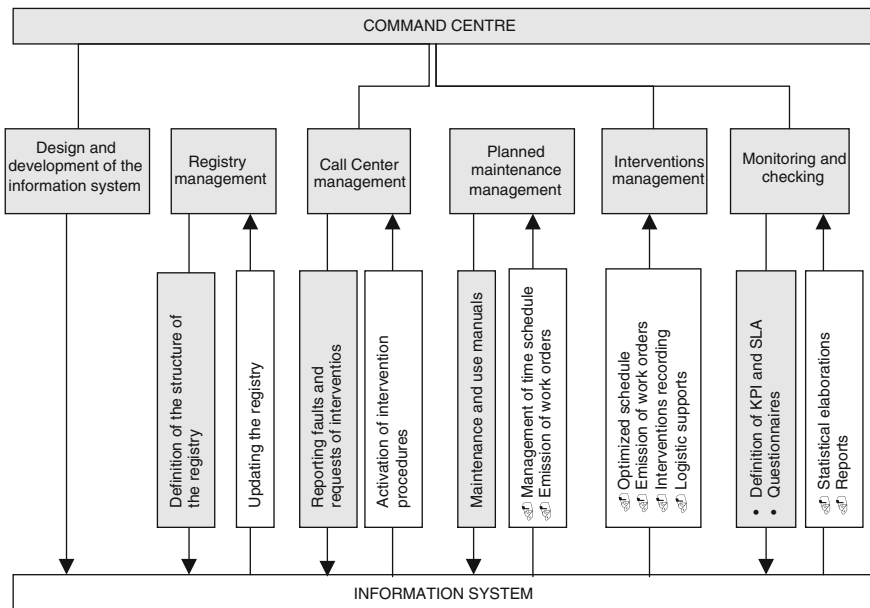 COMMAND CENTRE
Design and
development of the
information system
Registry
management
Call Center
management
Planned
maintenance
management
Interventions
management
Monitoring and
checking
Definition of the structure of
the registry
Updating the registry
Reporting faults and
requests of interventios
Activation of intervention
procedures
Maintenance and use manuals
Management of time schedule
Emission of work orders
Optimized schedule
Emission of work orders
Interventions recording
Logistic supports
• Definition of KPI and SLA
• Questionnaires
Statistical elaborations
Reports
INFORMATION SYSTEM